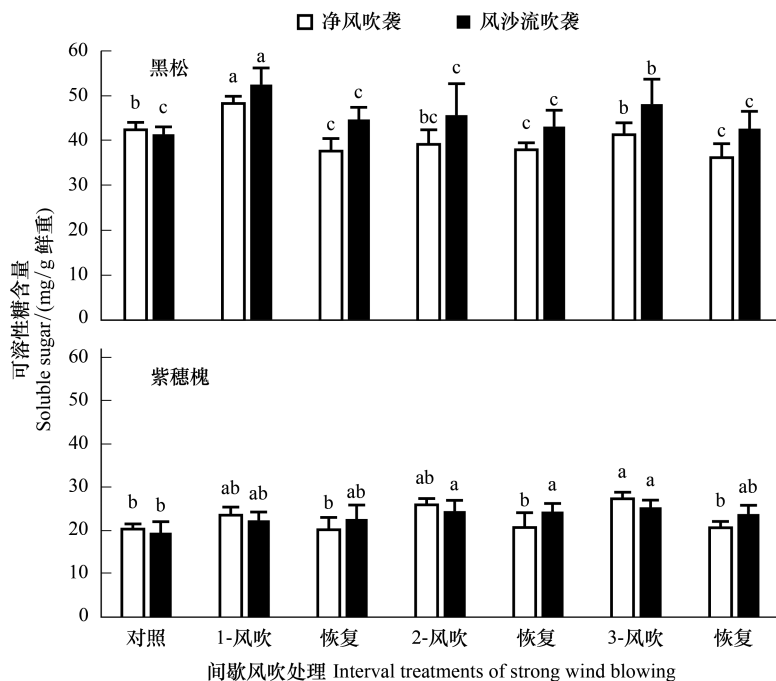 净风吹袭 风沙流吹袭
60
50
40
30
20
10
0
黑松
b c a a c c bc c c c b b c c
可溶性糖含量
Soluble sugar/(mg/g 鲜重)
60
50
40
30
20
10
0
紫穗槐
b b ab ab b ab ab a b a a a b ab
对照 1-风吹 恢复 2-风吹 恢复 3-风吹 恢复
间歇风吹处理 Interval treatments of strong wind blowing